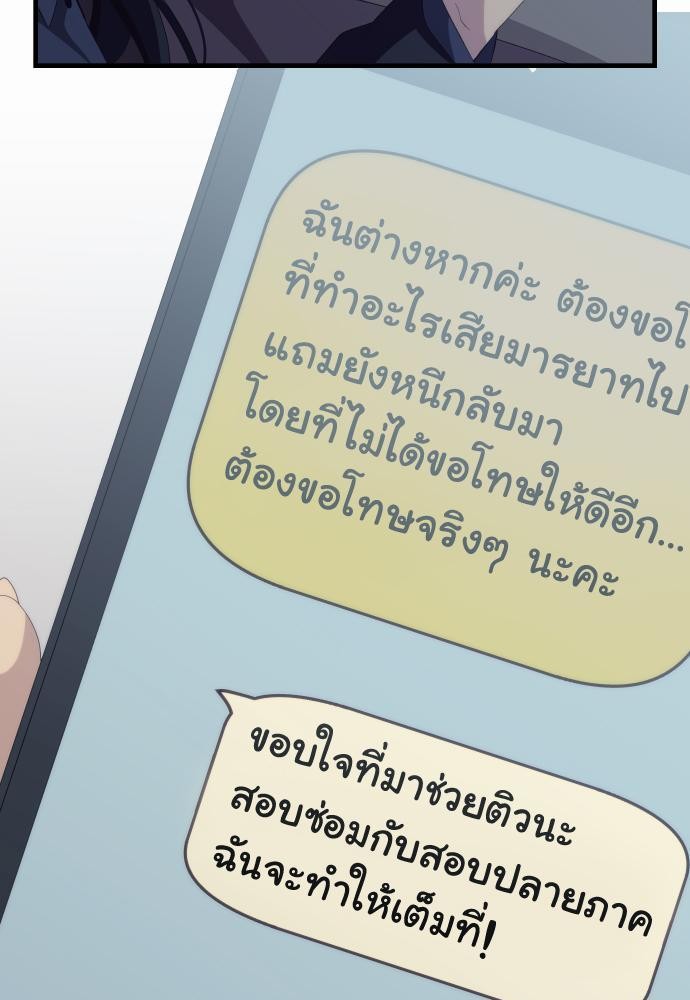 ฉันต่างหากค่ะ ต้องขอโ
ที่ทำอะไรเสียมารยาทไป
แถมยังหนีกลับมา
โดยที่ไม่ได้ขอโทษให้ดีอีก...
ต้องขอโทษจริงๆ นะคะ
ขอบใจที่มาช่วยติวนะ
สอบซ่อมกับสอบปลายภาค
ฉันจะทำให้เต็มที่!